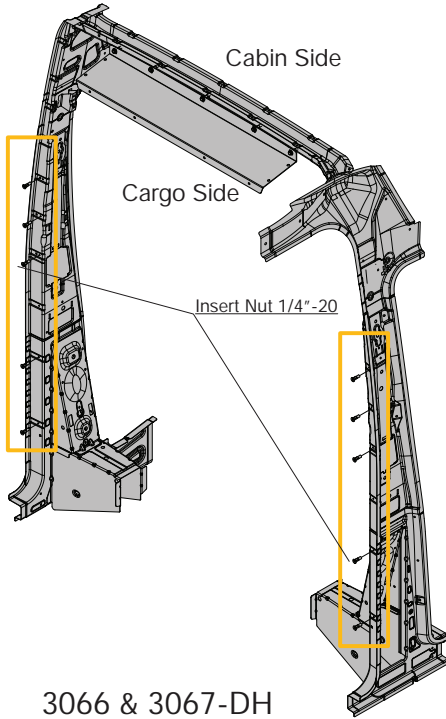 Cabin Side
Cargo Side
Insert Nut 1/4"-20
3066 & 3067-DH